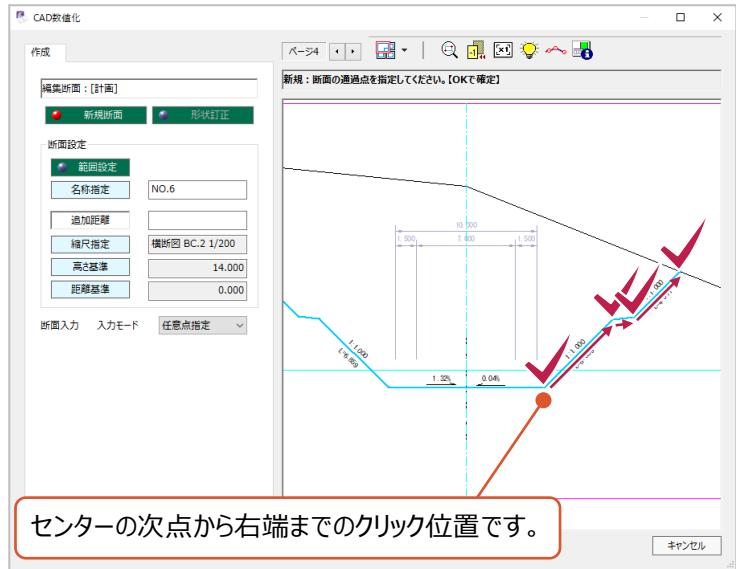 CAD数値化
作成
ページ4
編集断面：[計画]
新規：断面の通過点を指定してください。【OKで確定】
新規断面
形状訂正
断面設定
範囲設定
名称指定
NO.6
追加距離
縮尺指定
横断図 BC.2 1/200
高さ基準
14.000
距離基準
0.000
断面入力 入力モード
任意点指定
1.500
7.000
1.500
1:1.000
1:1.000
1.32%
0.04%
センターの次点から右端までのクリック位置です。
キャンセル